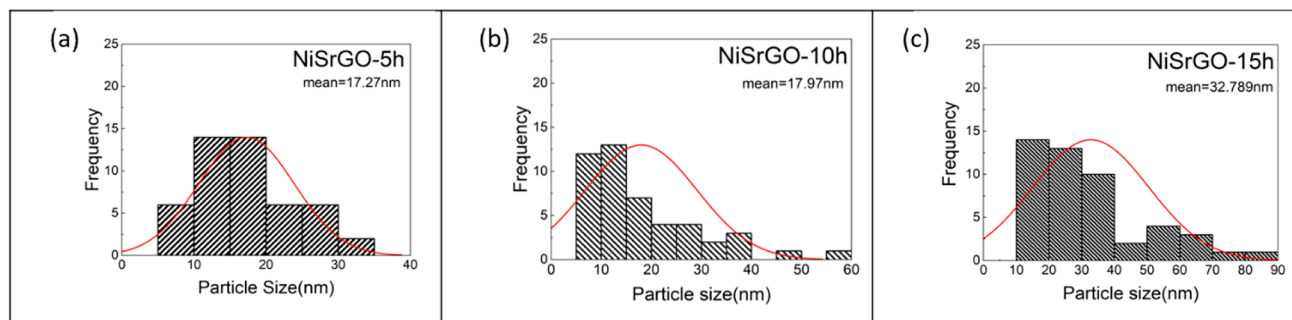 (a)
NiSrGO-5h
mean=17.27nm
25
20
15
10
5
0
Frequency
0 10 20 30 40
Particle Size(nm)
(b)
NiSrGO-10h
mean=17.97nm
25
20
15
10
5
0
Frequency
0 10 20 30 40 50 60
Particle size(nm)
(c)
NiSrGO-15h
mean=32.789nm
25
20
15
10
5
0
Frequency
0 10 20 30 40 50 60 70 80 90
Particle size(nm)